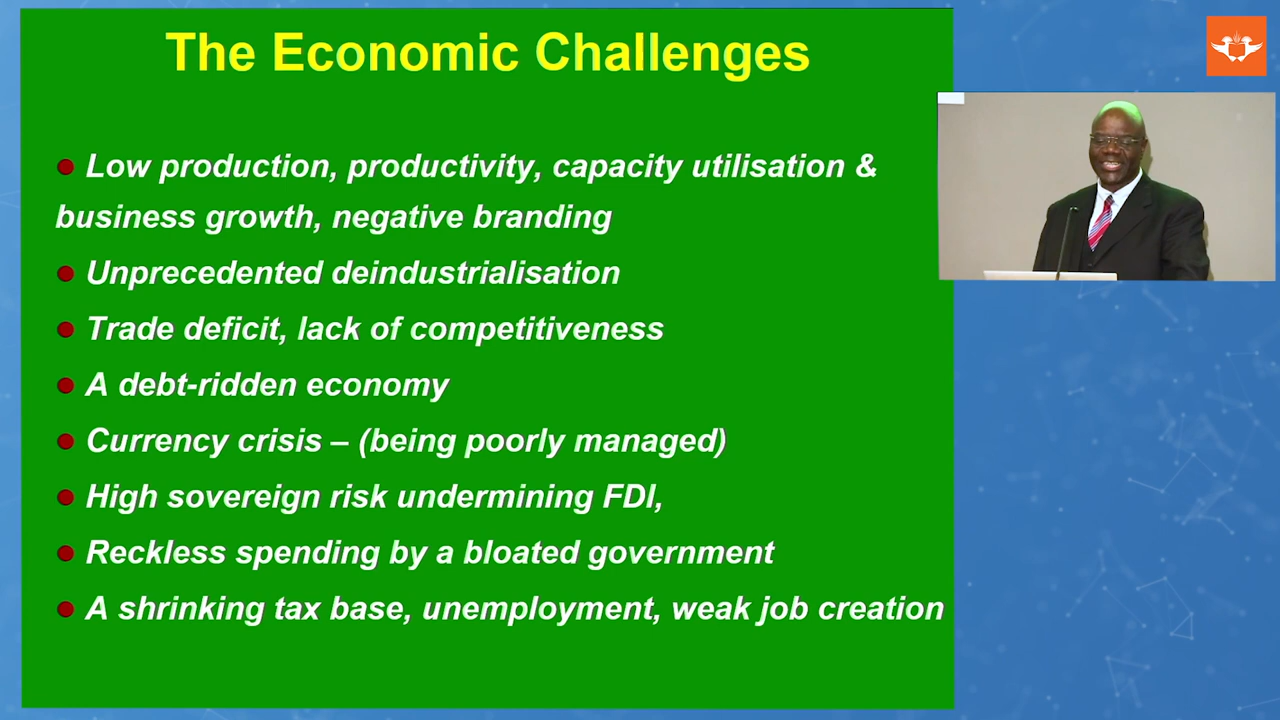 The Economic Challenges
● Low production, productivity, capacity utilisation &
business growth, negative branding
● Unprecedented deindustrialisation
● Trade deficit, lack of competitiveness
● A debt-ridden economy
● Currency crisis – (being poorly managed)
● High sovereign risk undermining FDI,
● Reckless spending by a bloated government
● A shrinking tax base, unemployment, weak job creation